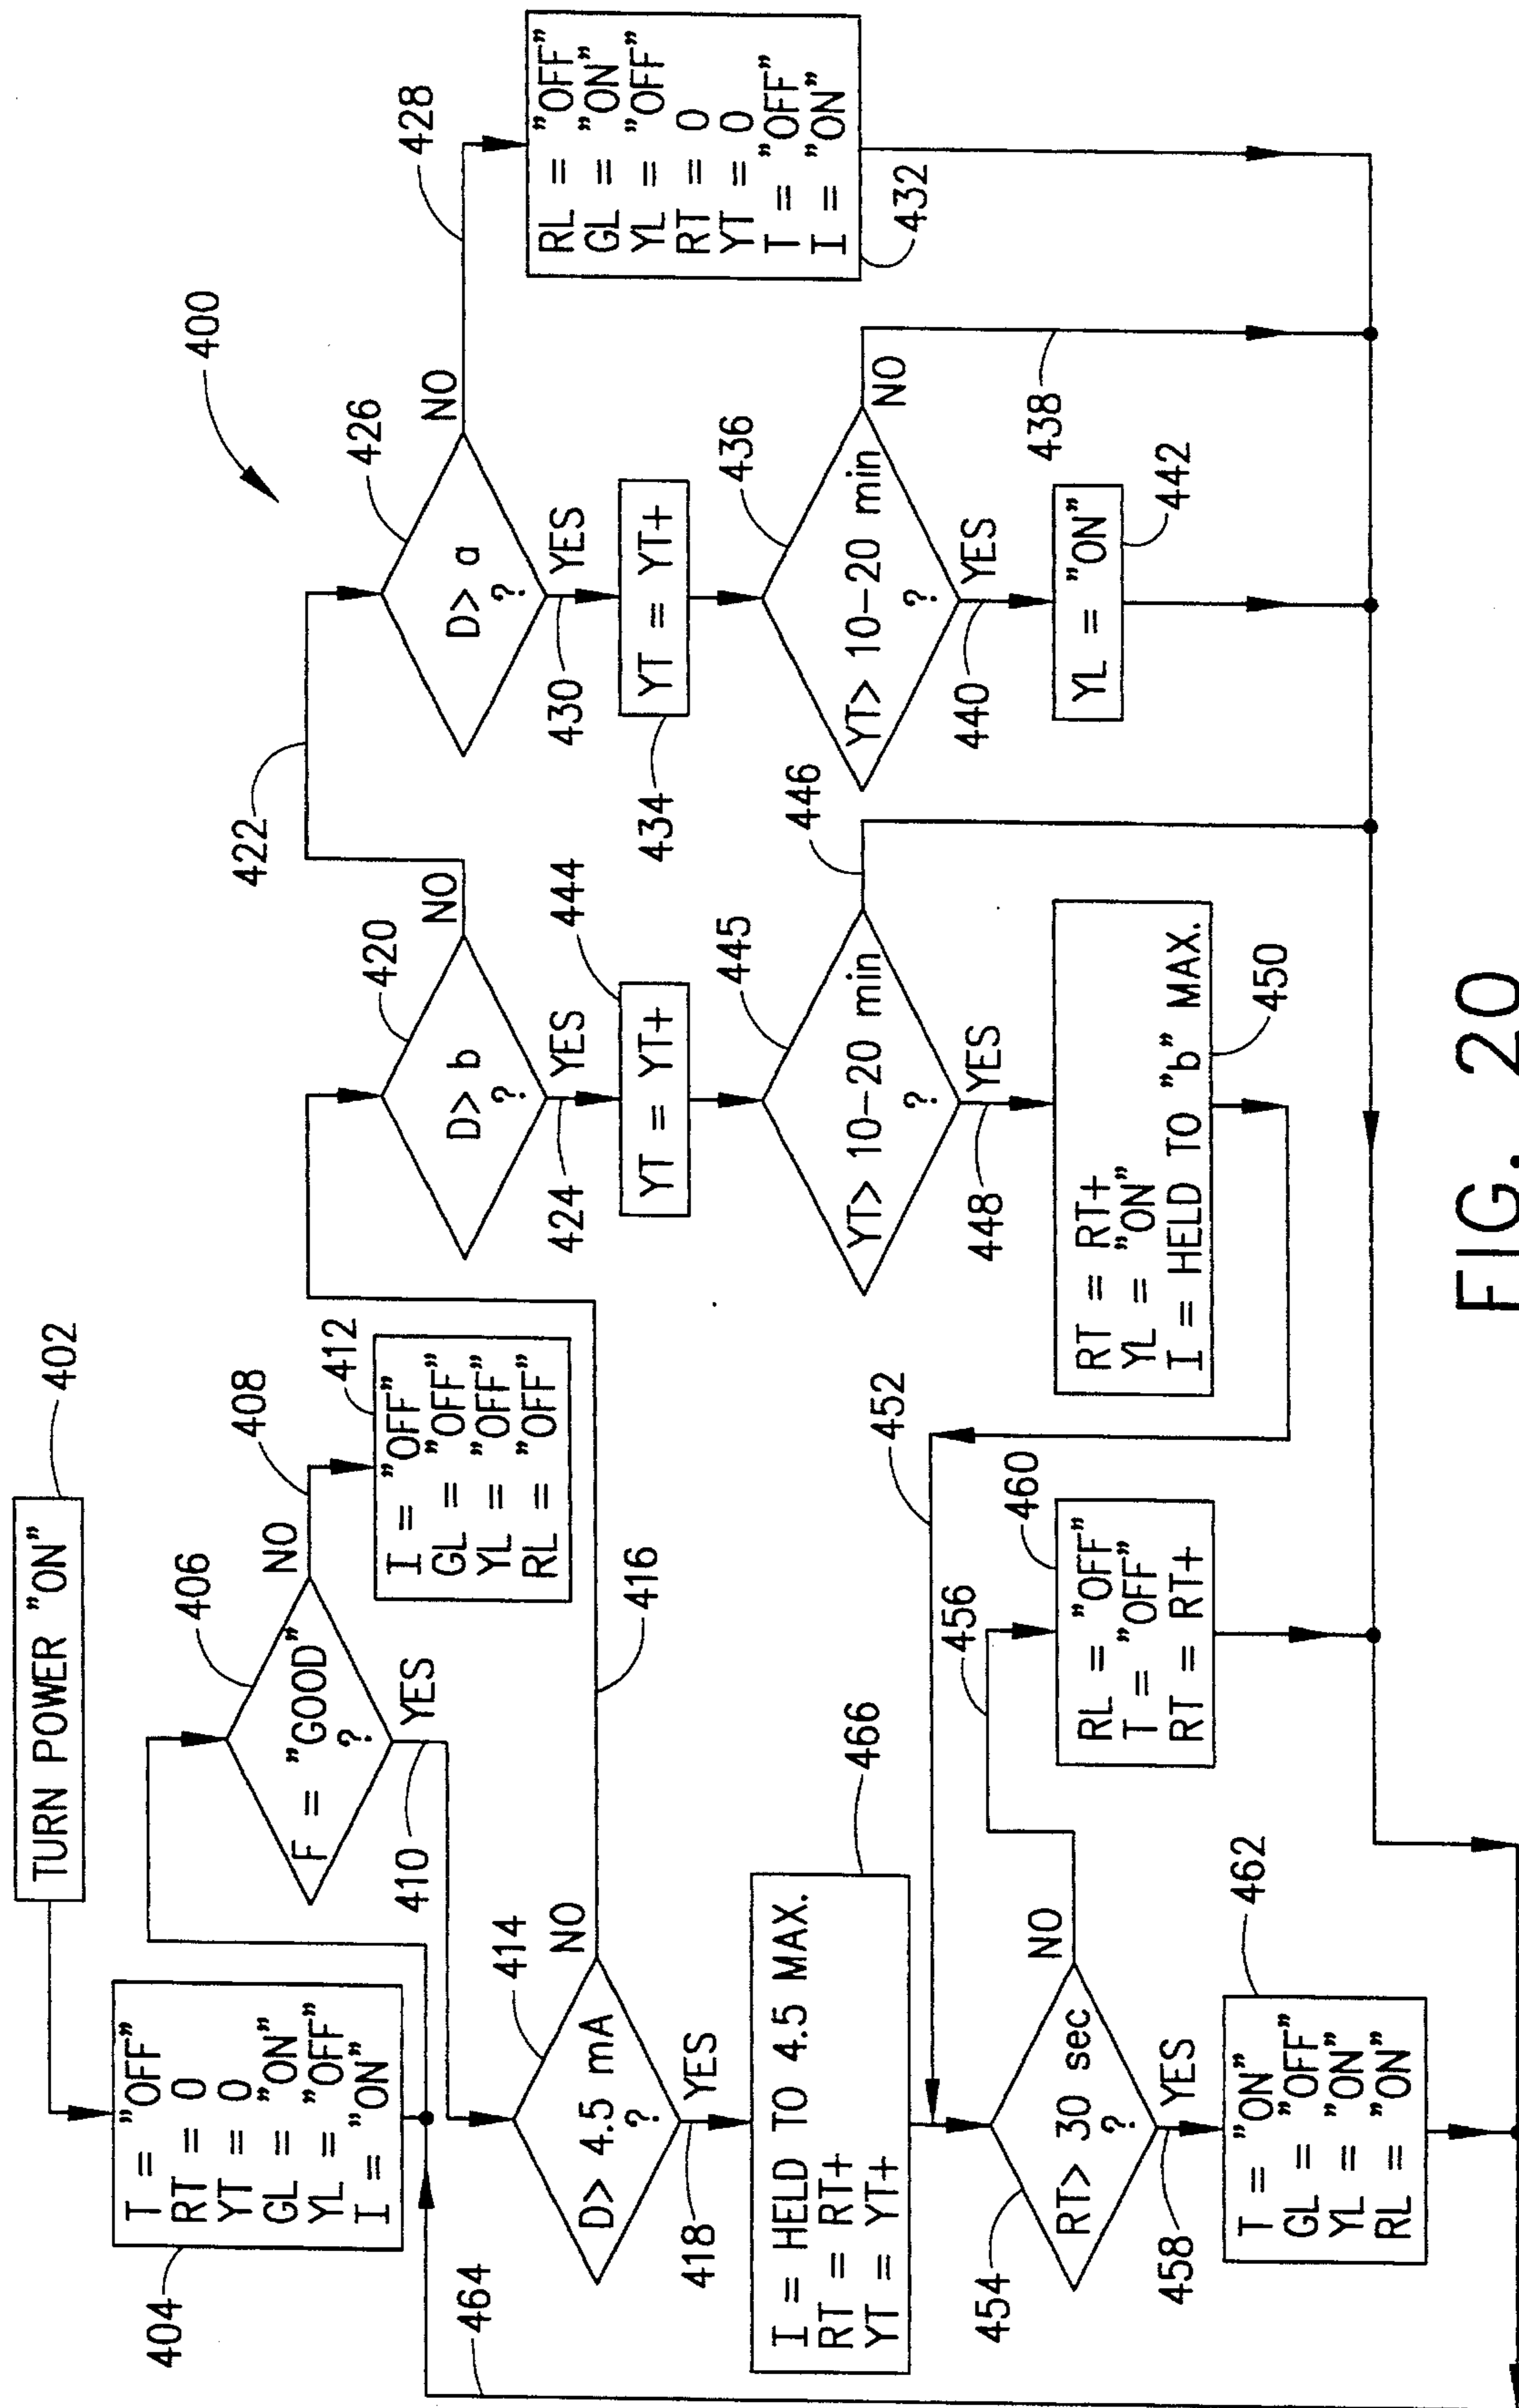 TURN POWER "ON"
402
T = "OFF"
RT = 0
YT = 0
GL = "ON"
YL = "OFF"
I = "ON"
404
464
F = "GOOD"
?
406
NO
408
YES
410
I = "OFF"
GL = "OFF"
YL = "OFF"
RL = "OFF"
412
D> 4.5 mA
?
414
NO
416
YES
418
I = HELD TO 4.5 MAX.
RT = RT+
YT = YT+
466
RT> 30 sec
?
454
NO
456
YES
458
T = "ON"
GL = "OFF"
YL = "ON"
RL = "ON"
462
RL = "OFF"
T = "OFF"
RT = RT+
460
452
D> b
?
420
NO
422
YES
424
YT = YT+
444
YT> 10-20 min
?
445
446
YES
448
RT = RT+
YL = "ON"
I = HELD TO "b" MAX.
450
400
D> a
?
426
NO
428
YES
430
YT = YT+
434
YT> 10-20 min
?
436
NO
438
YES
440
YL = "ON"
442
RL = "OFF"
GL = "ON"
YL = "OFF"
RT = 0
YT = 0
T = "OFF"
I = "ON"
432
FIG. 20